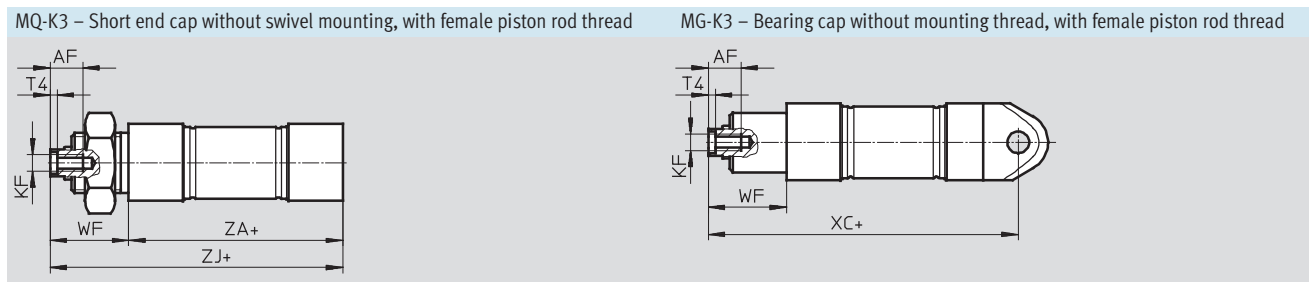 MQ-K3 – Short end cap without swivel mounting, with female piston rod thread
AF
T4
KF
WF
ZA+
ZJ+
MG-K3 – Bearing cap without mounting thread, with female piston rod thread
AF
T4
KF
WF
XC+